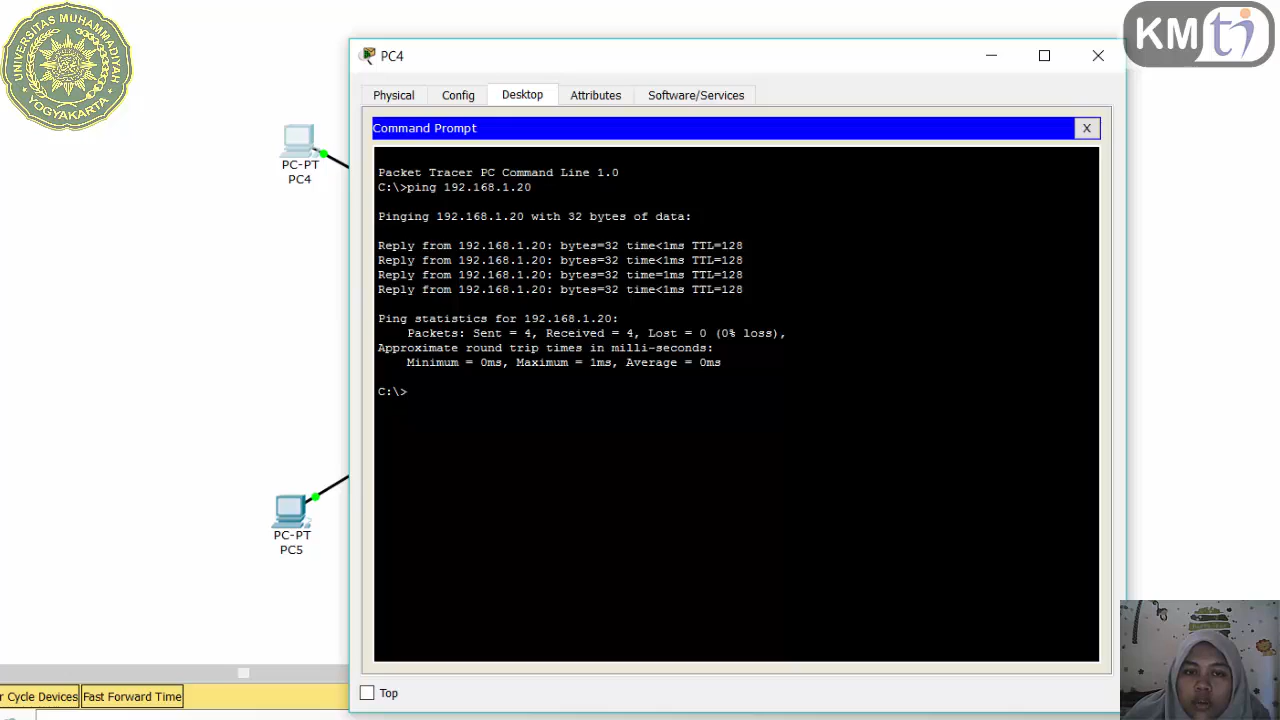 UNIVERSITAS MUHAMMADIYAH
YOGYAKARTA
KMTI
PC4
Physical
Config
Desktop
Attributes
Software/Services
Command Prompt
X
Packet Tracer PC Command Line 1.0
C:\>ping 192.168.1.20
Pinging 192.168.1.20 with 32 bytes of data:
Reply from 192.168.1.20: bytes=32 time<1ms TTL=128
Reply from 192.168.1.20: bytes=32 time<1ms TTL=128
Reply from 192.168.1.20: bytes=32 time=1ms TTL=128
Reply from 192.168.1.20: bytes=32 time<1ms TTL=128
Ping statistics for 192.168.1.20:
Packets: Sent = 4, Received = 4, Lost = 0 (0% loss),
Approximate round trip times in milli-seconds:
Minimum = 0ms, Maximum = 1ms, Average = 0ms
C:\>
PC-PT
PC4
PC-PT
PC5
r Cycle Devices
Fast Forward Time
Top